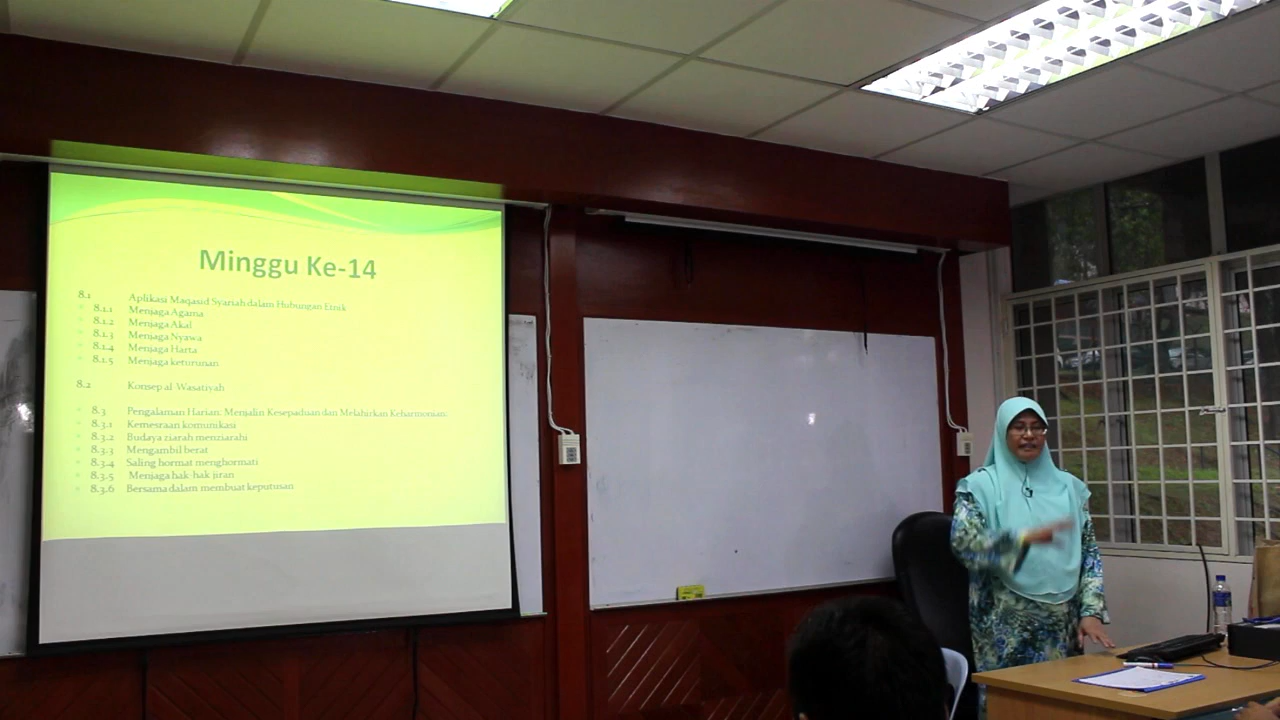 Minggu Ke-14
8.1 Aplikasi Maqasid Syariah dalam Hubungan Etnik
8.1.1 Menjaga Agama
8.1.2 Menjaga Akal
8.1.3 Menjaga Nyawa
8.1.4 Menjaga Harta
8.1.5 Menjaga keturunan
8.2 Konsep al-Wasatiyah
8.3 Pengalaman Harian: Menjalin Kesepaduan dan Melahirkan Keharmonian:
8.3.1 Kemesraan komunikasi
8.3.2 Budaya ziarah menziarahi
8.3.3 Mengambil berat
8.3.4 Saling hormat menghormati
8.3.5 Menjaga hak-hak jiran
8.3.6 Bersama dalam membuat keputusan